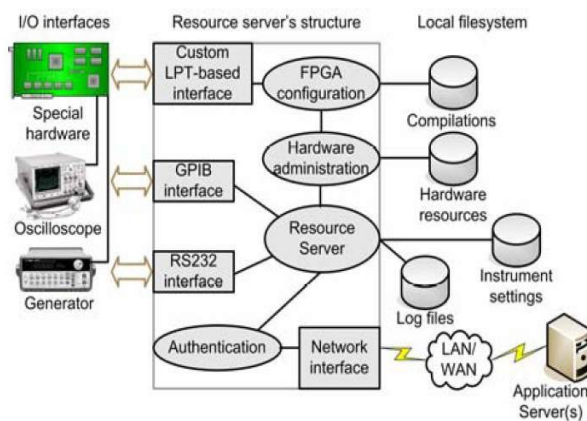 I/O interfaces
Resource server's structure
Local filesystem
Custom
LPT-based
interface
FPGA
configuration
Special
hardware
Compilations
Hardware
administration
GPIB
interface
Hardware
resources
Oscilloscope
Resource
Server
RS232
interface
Instrument
settings
Generator
Log files
Authentication
Network
interface
LAN/
WAN
Application
Server(s)